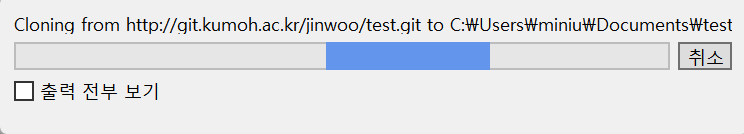 Cloning from http://git.kumoh.ac.kr/jinwoo/test.git to C:₩Users₩miniu₩Documents₩test
취소
출력 전부 보기